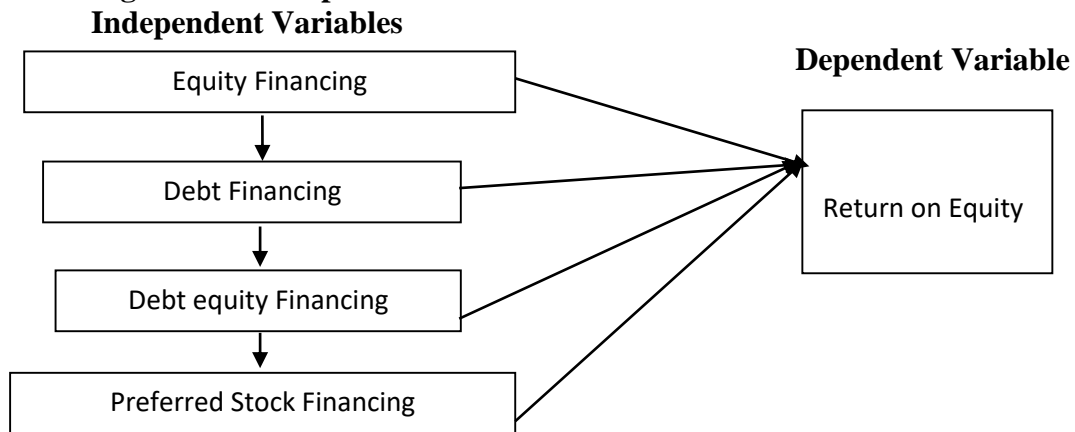 Independent Variables
Dependent Variable
Equity Financing
Debt Financing
Return on Equity
Debt equity Financing
Preferred Stock Financing